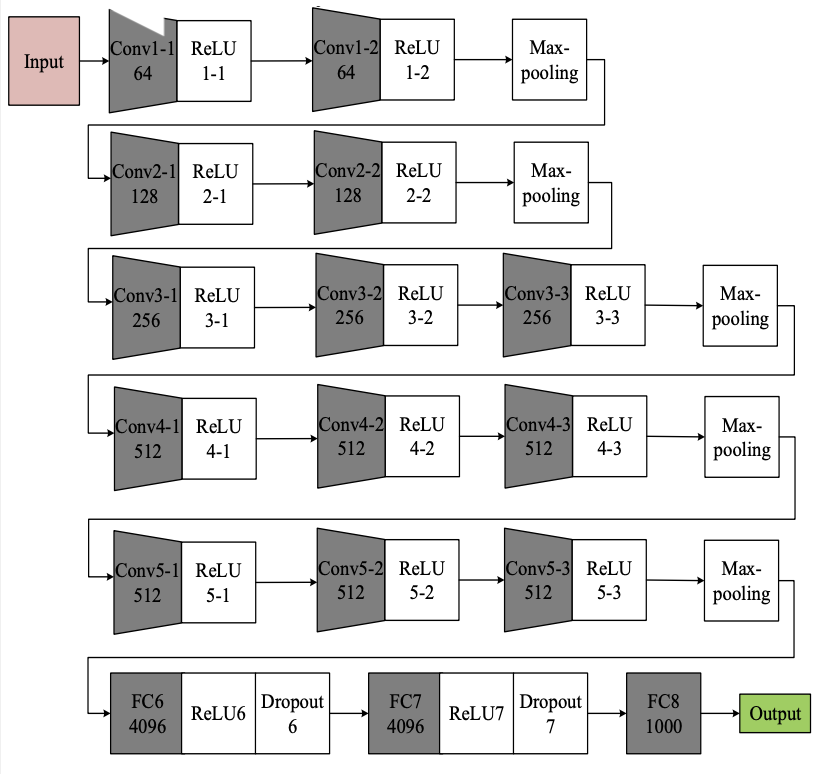 Input
Conv1-1
64
ReLU
1-1
Conv1-2
64
ReLU
1-2
Max-
pooling
Conv2-1
128
ReLU
2-1
Conv2-2
128
ReLU
2-2
Max-
pooling
Conv3-1
256
ReLU
3-1
Conv3-2
256
ReLU
3-2
Conv3-3
256
ReLU
3-3
Max-
pooling
Conv4-1
512
ReLU
4-1
Conv4-2
512
ReLU
4-2
Conv4-3
512
ReLU
4-3
Max-
pooling
Conv5-1
512
ReLU
5-1
Conv5-2
512
ReLU
5-2
Conv5-3
512
ReLU
5-3
Max-
pooling
FC6
4096
ReLU6
Dropout
6
FC7
4096
ReLU7
Dropout
7
FC8
1000
Output